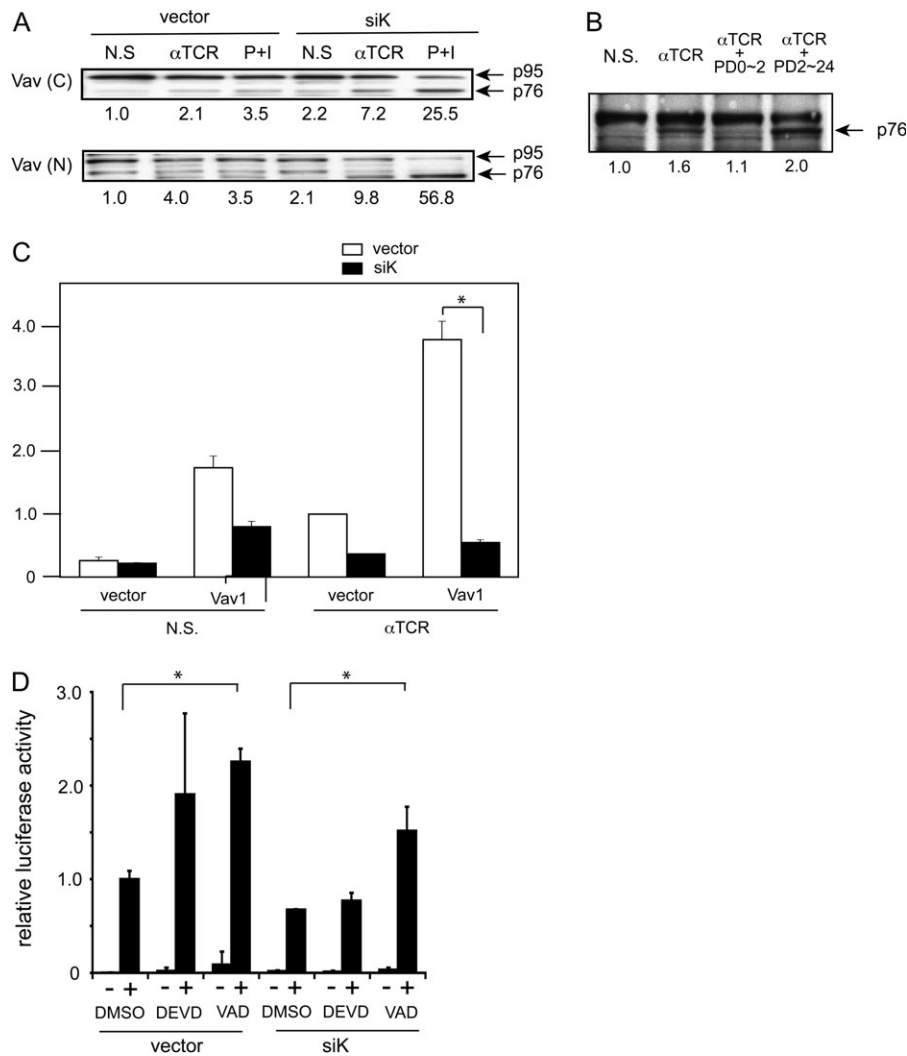 A
vector siK
N.S αTCR P+I N.S αTCR P+I
Vav (C)
p95
p76
1.0 2.1 3.5 2.2 7.2 25.5
Vav (N)
p95
p76
1.0 4.0 3.5 2.1 9.8 56.8
B
N.S. αTCR αTCR + PD0~2 αTCR + PD2~24
p76
1.0 1.6 1.1 2.0
C
vector
siK
4.0
3.0
2.0
1.0
0
vector Vav1 vector Vav1
N.S. αTCR
*
D
* *
3.0
2.0
1.0
0
relative luciferase activity
- + - + - + - + - + - +
DMSO DEVD VAD DMSO DEVD VAD
vector siK